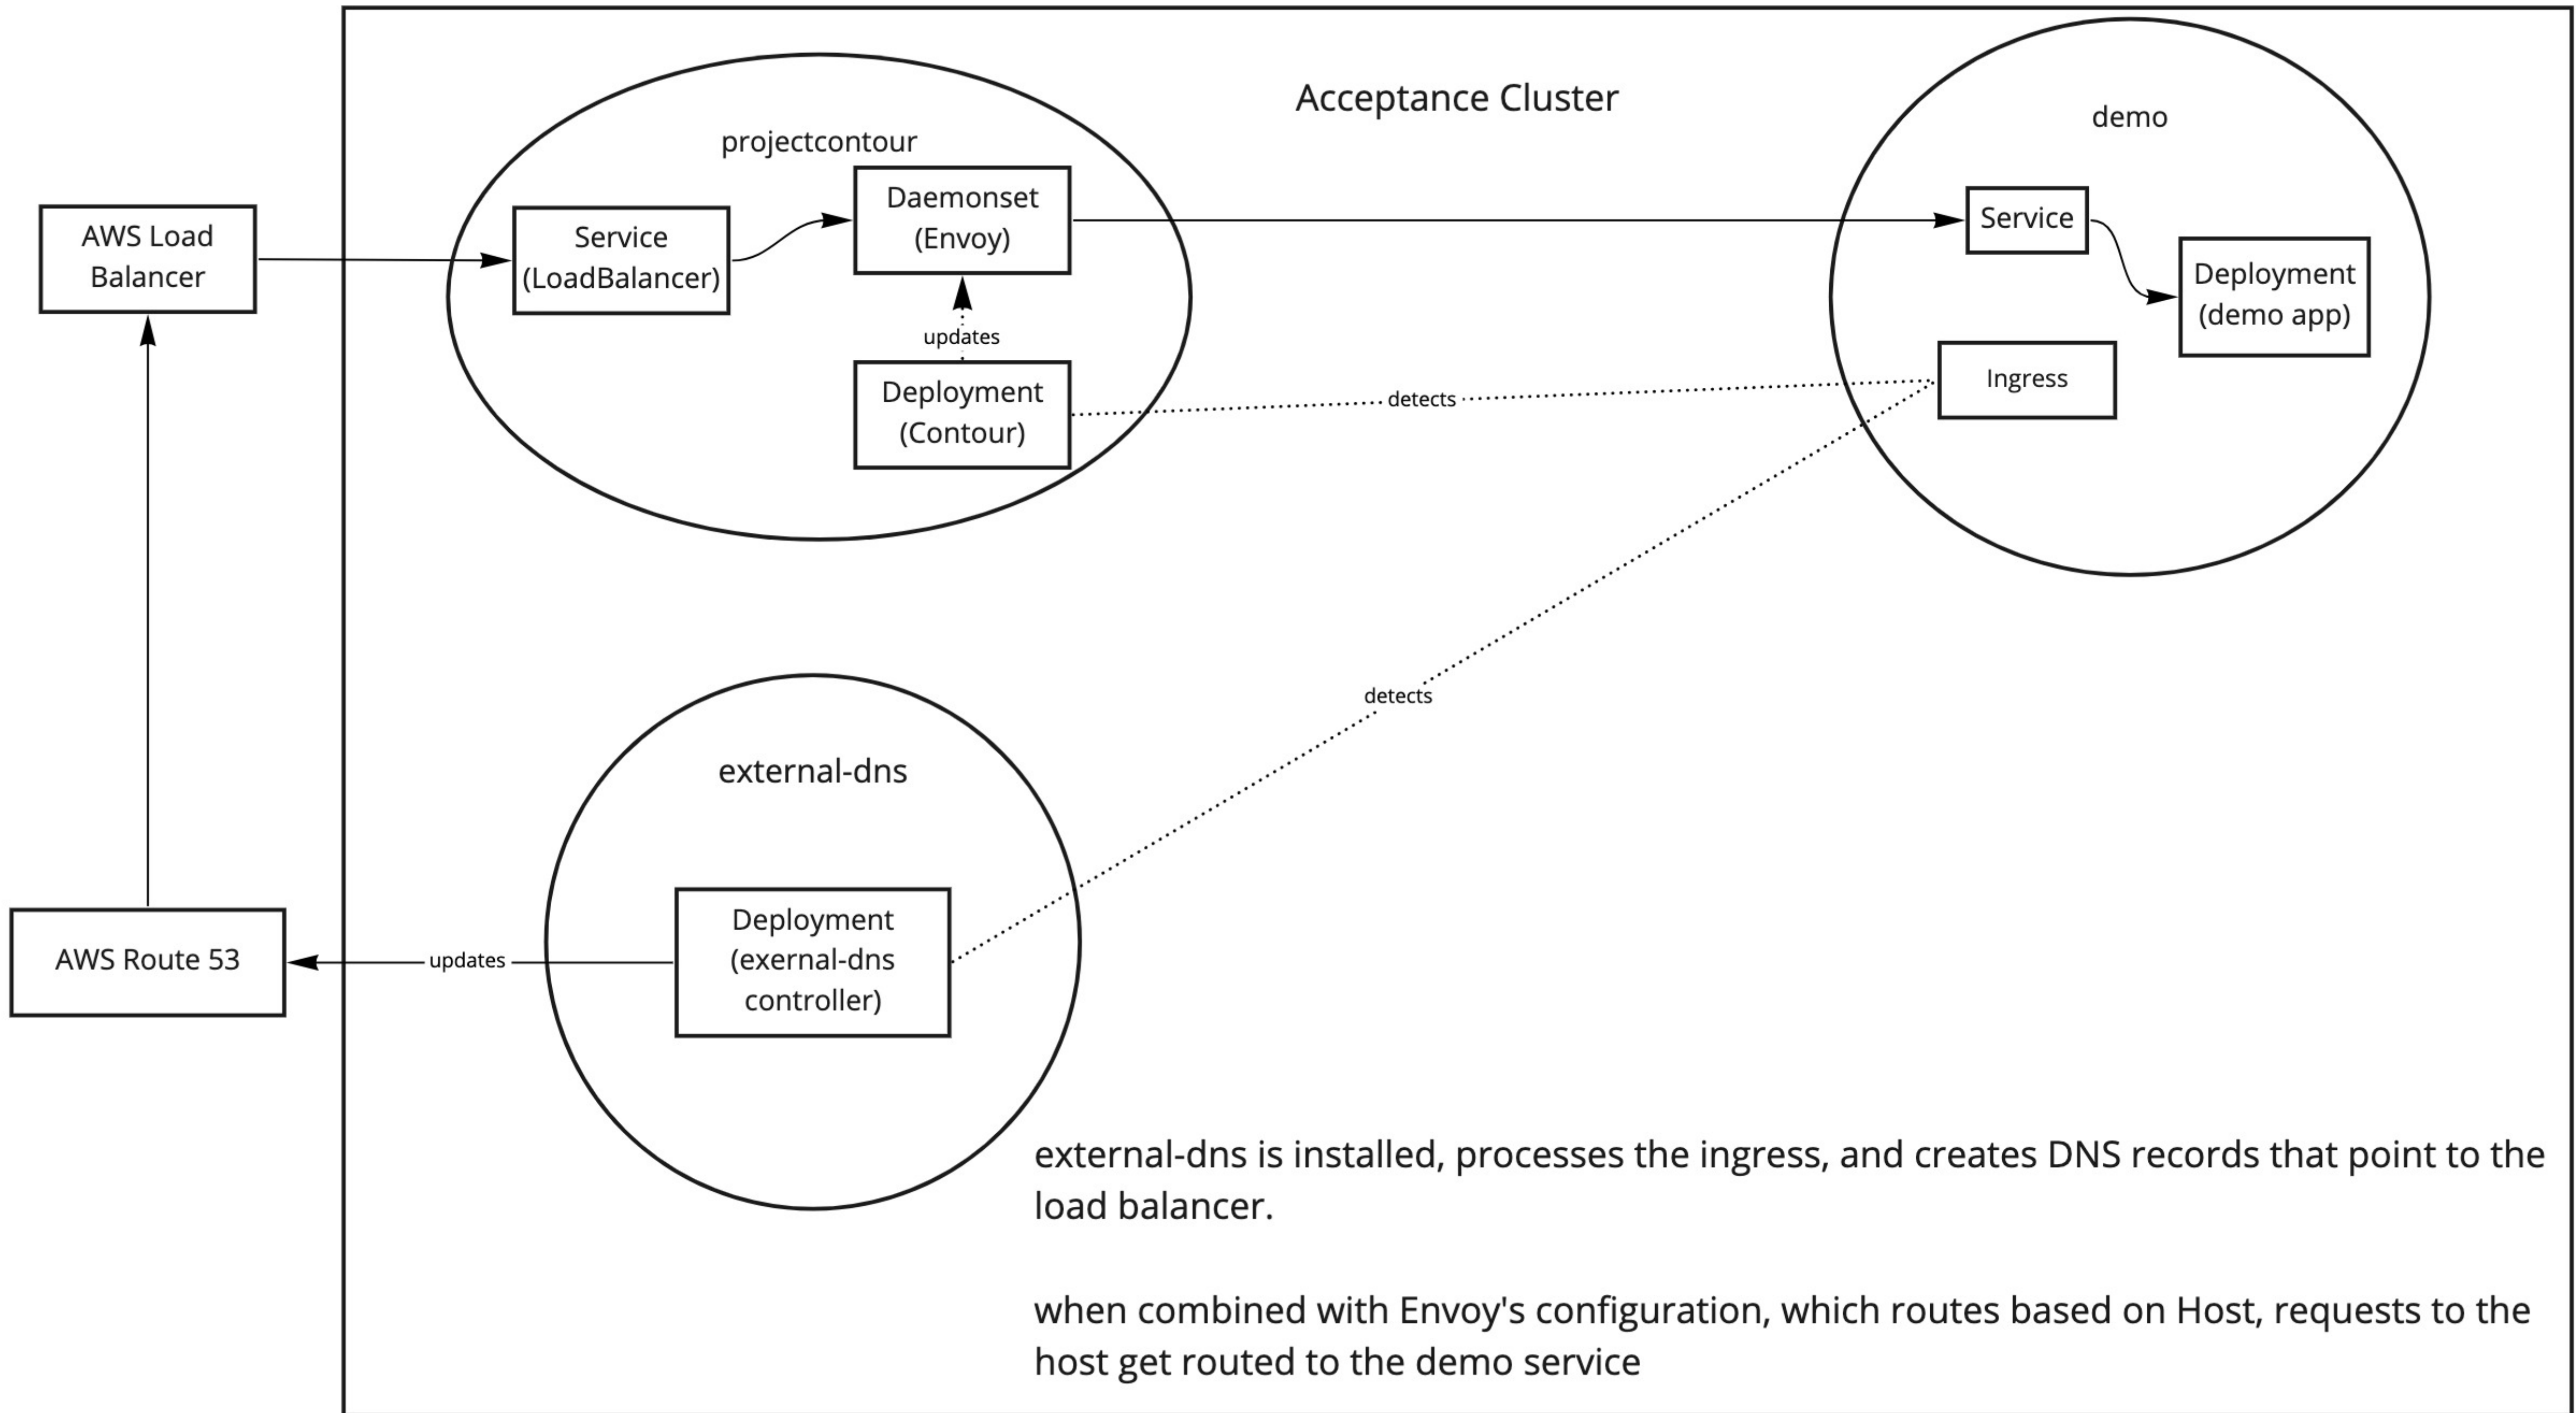 Acceptance Cluster
projectcontour
demo
AWS Load
Balancer
Service
(LoadBalancer)
Daemonset
(Envoy)
updates
Deployment
(Contour)
detects
Service
Deployment
(demo app)
Ingress
detects
external-dns
Deployment
(exernal-dns
controller)
updates
AWS Route 53
external-dns is installed, processes the ingress, and creates DNS records that point to the
load balancer.
when combined with Envoy's configuration, which routes based on Host, requests to the
host get routed to the demo service